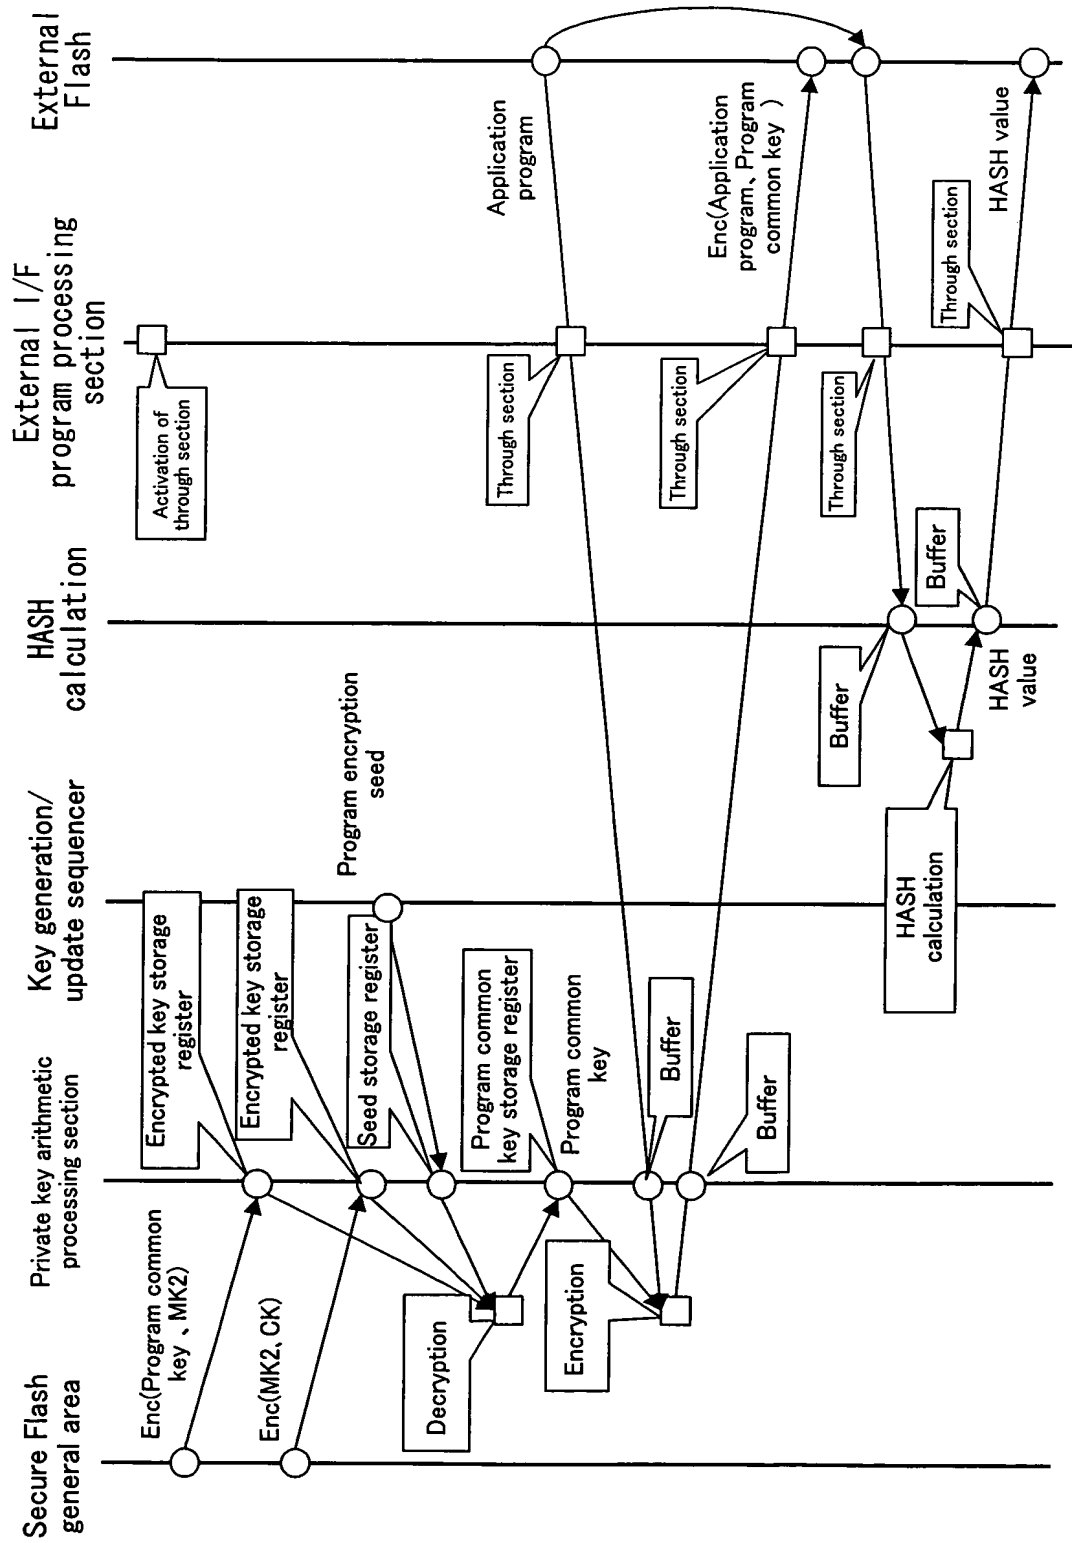 Secure Flash
general area
Private key arithmetic
processing section
Key generation/
update sequencer
HASH
calculation
External I/F
program processing
section
External
Flash
Activation of
through section
Enc(Program common
key、MK2)
Encrypted key storage
register
Enc(MK2、CK)
Encrypted key storage
register
Program encryption
seed
Seed storage register
Decryption
Program common
key storage register
Program common
key
Application
program
Through section
Encryption
Buffer
Buffer
Through section
Enc(Application
program、Program
common key )
Through section
Buffer
HASH
calculation
Buffer
HASH
value
Through section
HASH value